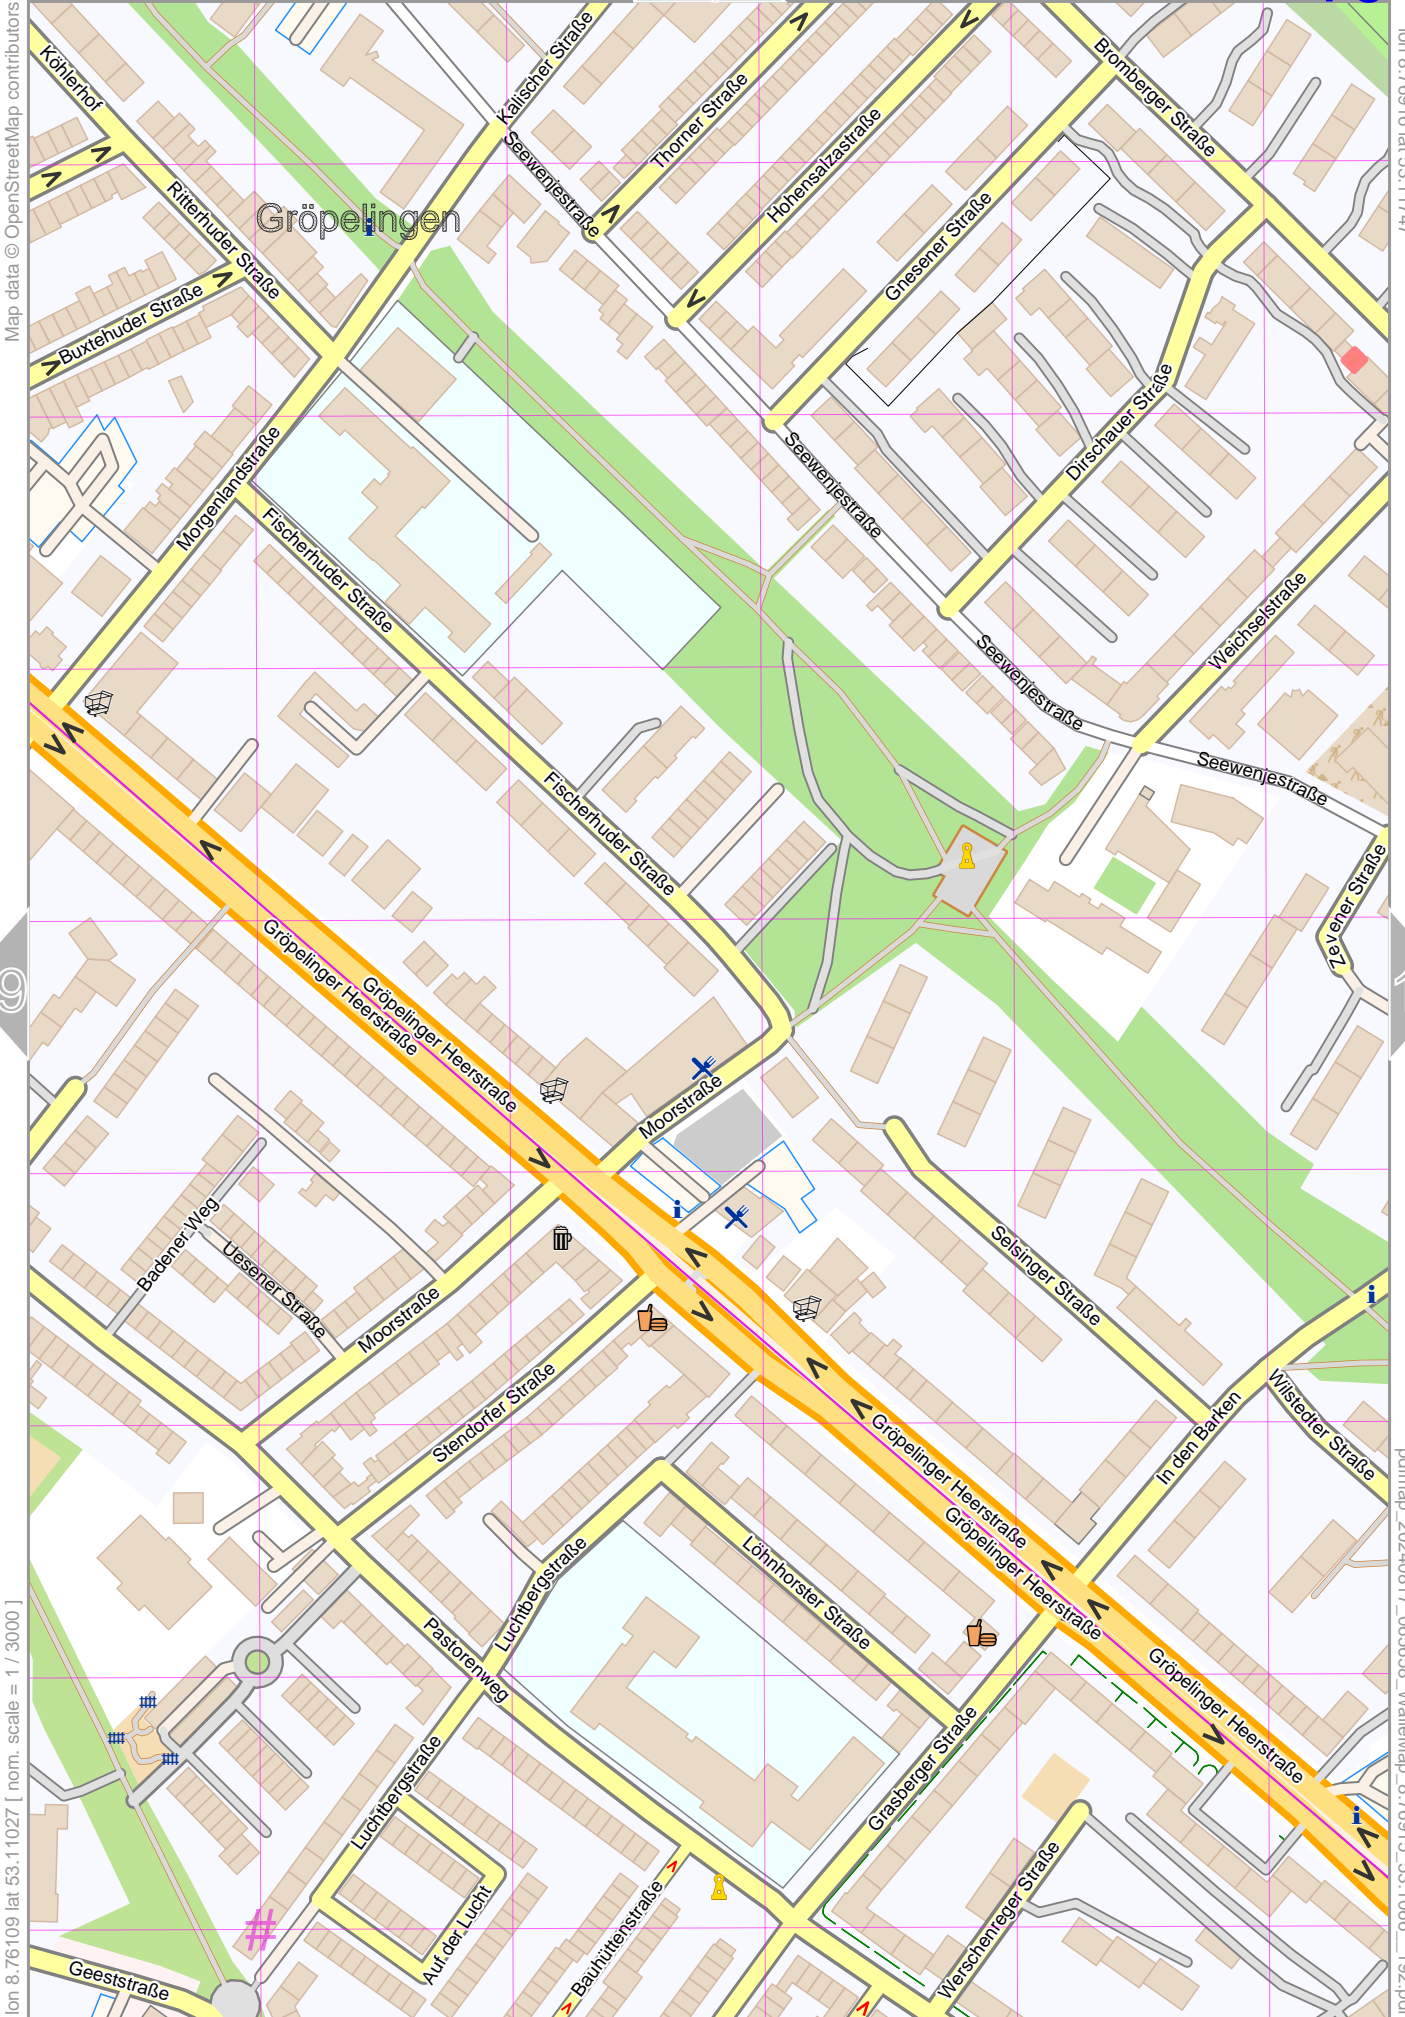 Map data © OpenStreetMap contributors
Köhlerhof
Kalischer Straße
Thorner Straße
Hohensalzastraße
Bromberger Straße
Seewenjestraße
Ritterhuder Straße
Gröpelingen
Gnesener Straße
Buxtehuder Straße
Dirschauer Straße
Morgenlandstraße
Seewenjestraße
Fischerhuder Straße
Weichselstraße
Seewenjestraße
Seewenjestraße
Fischerhuder Straße
Zevener Straße
Gröpelinger Heerstraße
Gröpelinger Heerstraße
9
Moorstraße
Badener Weg
Uesener Straße
Moorstraße
Selsinger Straße
Stendorfer Straße
In den Barken
Wilstedter Straße
Gröpelinger Heerstraße
Gröpelinger Heerstraße
Luchtbergstraße
Löhnhorster Straße
Pastorenweg
Gröpelinger Heerstraße
Grasberger Straße
Luchtbergstraße
Auf der Lucht
Bauhüttenstraße
Werschenreger Straße
#
Geeststraße
lon 8.76109 lat 53.11027 [ nom. scale = 1 / 3000 ]